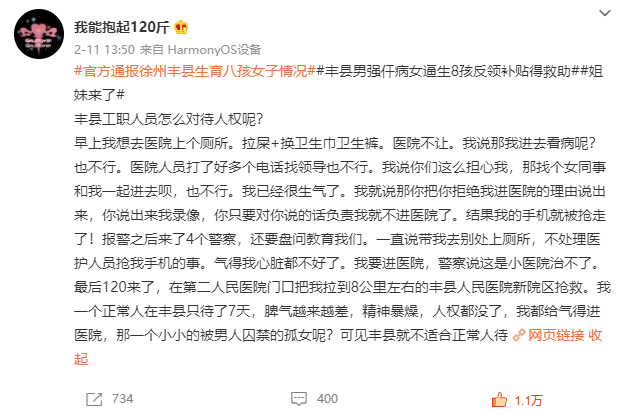 我能抱起120斤
2-11 13:50 来自 HarmonyOS设备
#官方通报徐州丰县生育八孩女子情况##丰县男强仟病女逼生8孩反领补贴得救助##姐
妹来了#
丰县工职人员怎么对待人权呢？
早上我想去医院上个厕所。拉屎+换卫生巾卫生裤。医院不让。我说那我进去看病呢？
也不行。医院人员打了好多个电话找领导也不行。我说你们这么担心我，那找个女同事
和我一起进去呗，也不行。我已经很生气了。我就说那你把你拒绝我进医院的理由说出
来，你说出来我录像，你只要对你说的话负责我就不进医院了。结果我的手机就被抢走
了！报警之后来了4个警察，还要盘问教育我们。一直说带我去别处上厕所，不处理医
护人员抢我手机的事。气得我心脏都不好了。我要进医院，警察说这是小医院治不了。
最后120来了，在第二人民医院门口把我拉到8公里左右的丰县人民医院新院区抢救。我
一个正常人在丰县只待了7天，脾气越来越差，精神暴燥，人权都没了，我都给气得进
医院，那一个小小的被男人囚禁的孤女呢？可见丰县就不适合正常人待 网页链接 收
起
734 400 1.1万